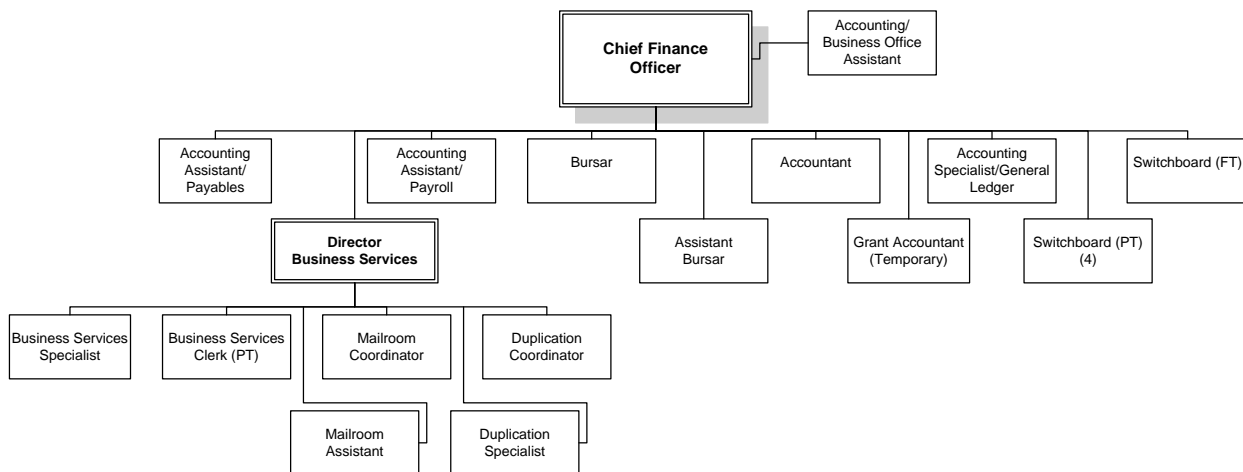 Chief Finance
Officer
Accounting/
Business Office
Assistant
Accounting
Assistant/
Payables
Accounting
Assistant/
Payroll
Bursar
Accountant
Accounting
Specialist/General
Ledger
Switchboard (FT)
Director
Business Services
Assistant
Bursar
Grant Accountant
(Temporary)
Switchboard (PT)
(4)
Business Services
Specialist
Business Services
Clerk (PT)
Mailroom
Coordinator
Duplication
Coordinator
Mailroom
Assistant
Duplication
Specialist